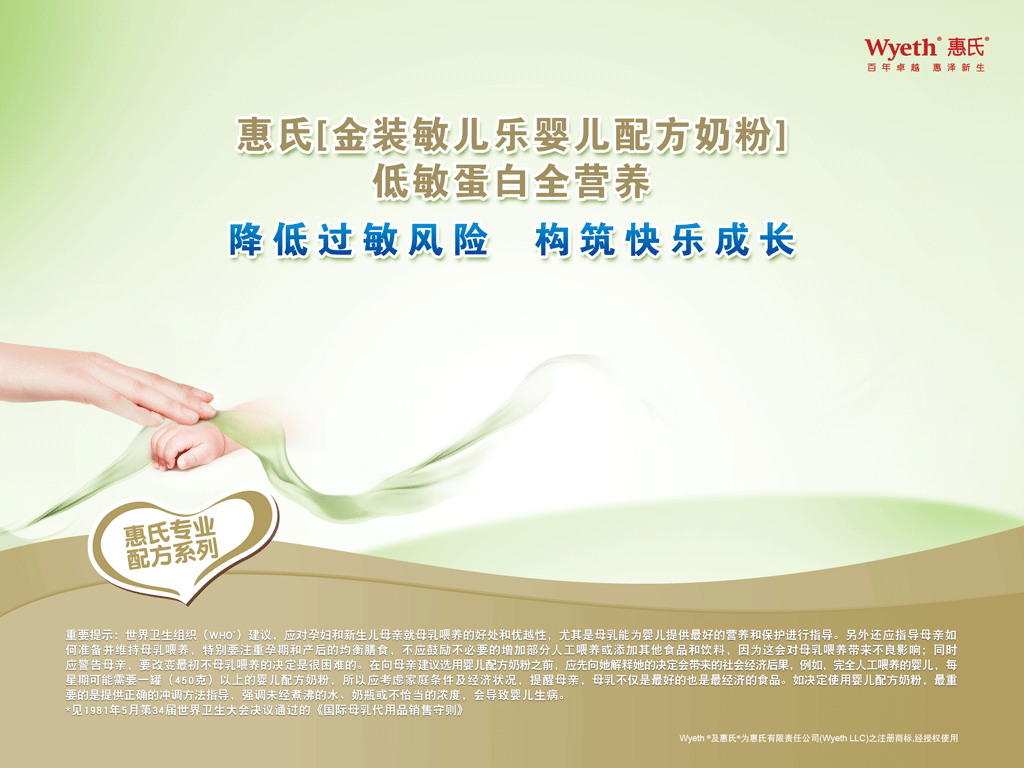 Wyeth® 惠氏®
百年卓越 惠泽新生
惠氏[金装敏儿乐婴儿配方奶粉]
低敏蛋白全营养
降低过敏风险 构筑快乐成长
惠氏专业
配方系列
重要提示：世界卫生组织（WHO*）建议，应对孕妇和新生儿母亲就母乳喂养的好处和优越性，尤其是母乳能为婴儿提供最好的营养和保护进行指导。另外还应指导母亲如
何准备并维持母乳喂养，特别要注重孕期和产后的均衡膳食，不应鼓励不必要的增加部分人工喂养或添加其他食品和饮料，因为这会对母乳喂养带来不良影响；同时
应警告母亲，要改变最初不母乳喂养的决定是很困难的。在向母亲建议选用婴儿配方奶粉之前，应先向她解释她的决定会带来的社会经济后果，例如，完全人工喂养的婴儿，每
星期可能需要一罐（450克）以上的婴儿配方奶粉，所以应考虑家庭条件及经济状况，提醒母亲，母乳不仅是最好的也是最经济的食品。如决定使用婴儿配方奶粉，最重
要的是提供正确的冲调方法指导，强调未经煮沸的水、奶瓶或不恰当的浓度，会导致婴儿生病。
*见1981年5月第34届世界卫生大会决议通过的《国际母乳代用品销售守则》
Wyeth ®及惠氏®为惠氏有限责任公司(Wyeth LLC)之注册商标,经授权使用